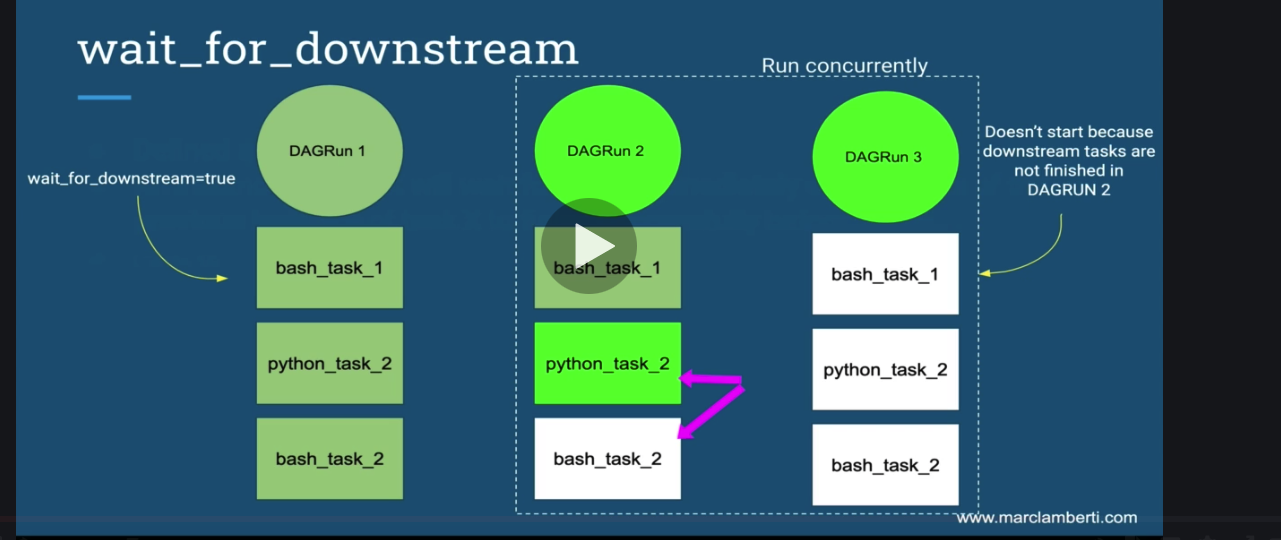 wait_for_downstream
Run concurrently
wait_for_downstream=true
DAGRun 1
bash_task_1
python_task_2
bash_task_2
DAGRun 2
bash_task_1
python_task_2
bash_task_2
DAGRun 3
bash_task_1
python_task_2
bash_task_2
Doesn't start because
downstream tasks are
not finished in
DAGRUN 2
www.marclamberti.com